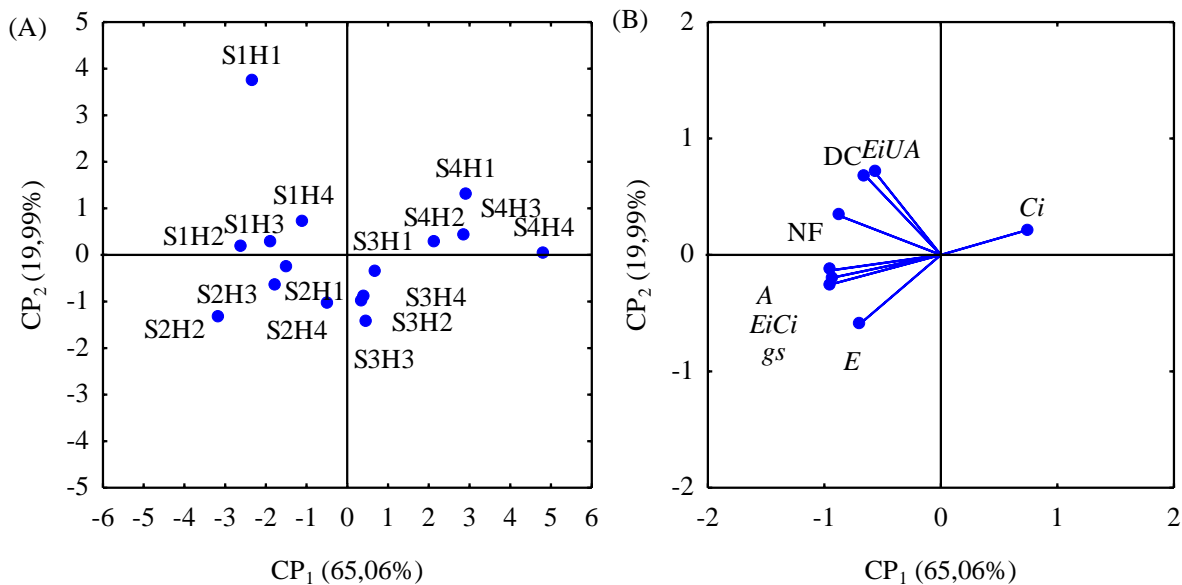 (A)
5
4
3
2
1
0
-1
-2
-3
-4
-5
CP2 (19,99%)
S1H1
S1H4
S1H3
S1H2
S4H1
S4H3
S4H2
S4H4
S3H1
S2H3
S2H1
S3H4
S2H2
S2H4
S3H2
S3H3
-6 -5 -4 -3 -2 -1 0 1 2 3 4 5 6
CP1 (65,06%)
(B)
2
1
0
-1
-2
CP2 (19,99%)
DC EiUA
Ci
NF
A
EiCi
gs
E
-2 -1 0 1 2
CP1 (65,06%)